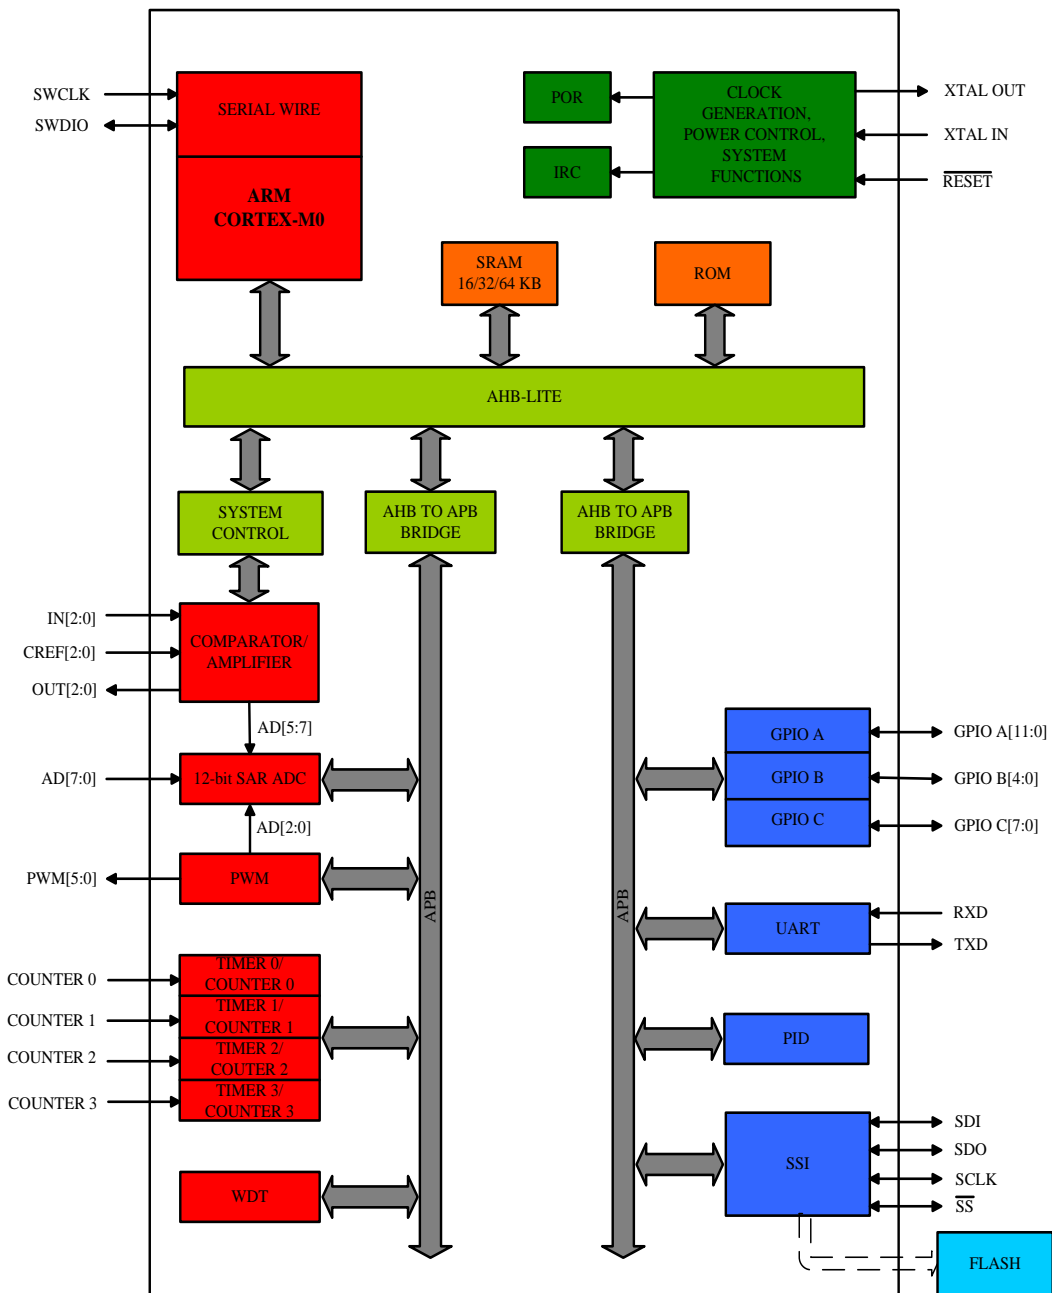 SWCLK
SWDIO
SERIAL WIRE
ARM
CORTEX-M0
POR
IRC
CLOCK
GENERATION,
POWER CONTROL,
SYSTEM
FUNCTIONS
XTAL OUT
XTAL IN
RESET
SRAM
16/32/64 KB
ROM
AHB-LITE
SYSTEM
CONTROL
AHB TO APB
BRIDGE
AHB TO APB
BRIDGE
IN[2:0]
CREF[2:0]
OUT[2:0]
COMPARATOR/
AMPLIFIER
AD[5:7]
AD[7:0]
12-bit SAR ADC
AD[2:0]
PWM[5:0]
PWM
APB
APB
GPIO A
GPIO B
GPIO C
GPIO A[11:0]
GPIO B[4:0]
GPIO C[7:0]
UART
RXD
TXD
COUNTER 0
COUNTER 1
COUNTER 2
COUNTER 3
TIMER 0/
COUNTER 0
TIMER 1/
COUNTER 1
TIMER 2/
COUTER 2
TIMER 3/
COUNTER 3
PID
WDT
SSI
SDI
SDO
SCLK
SS
FLASH